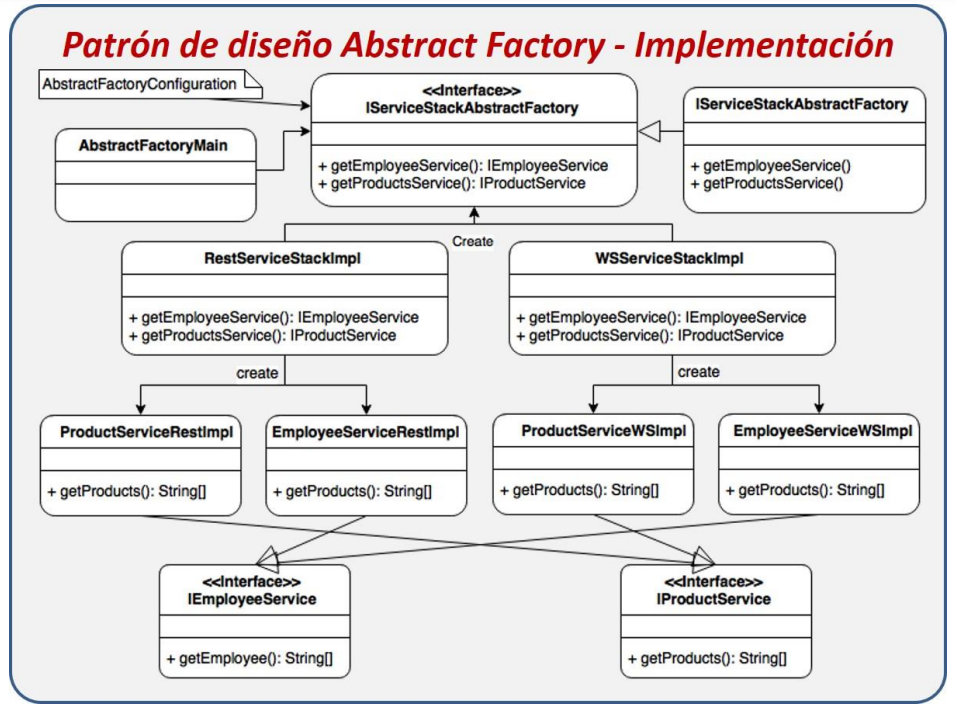 Patrón de diseño Abstract Factory - Implementación
AbstractFactoryConfiguration
<<Interface>>
IServiceStackAbstractFactory
+ getEmployeeService(): IEmployeeService
+ getProductsService(): IProductService
IServiceStackAbstractFactory
+ getEmployeeService()
+ getProductsService()
AbstractFactoryMain
Create
RestServiceStackImpl
+ getEmployeeService(): IEmployeeService
+ getProductsService(): IProductService
WSServiceStackImpl
+ getEmployeeService(): IEmployeeService
+ getProductsService(): IProductService
create
create
ProductServiceRestImpl
+ getProducts(): String[]
EmployeeServiceRestImpl
+ getProducts(): String[]
ProductServiceWSImpl
+ getProducts(): String[]
EmployeeServiceWSImpl
+ getProducts(): String[]
<<Interface>>
IEmployeeService
+ getEmployee(): String[]
<<Interface>>
IProductService
+ getProducts(): String[]